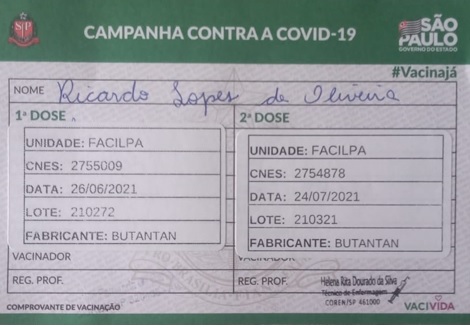 CAMPANHA CONTRA A COVID-19
SP
SÃO PAULO
GOVERNO DO ESTADO
#Vacinajá
NOME Ricardo Lopes de Oliveira
1ª DOSE
UNIDADE: FACILPA
CNES: 2755009
DATA: 26/06/2021
LOTE: 210272
FABRICANTE: BUTANTAN
VACINADOR
REG. PROF.
2ª DOSE
UNIDADE: FACILPA
CNES: 2754878
DATA: 24/07/2021
LOTE: 210321
FABRICANTE: BUTANTAN
VACINADOR
REG. PROF.
Helena Rita Dourado da Silva
Técnico de Enfermagem
COREN/SP 461000
COMPROVANTE DE VACINAÇÃO
VACIVIDA